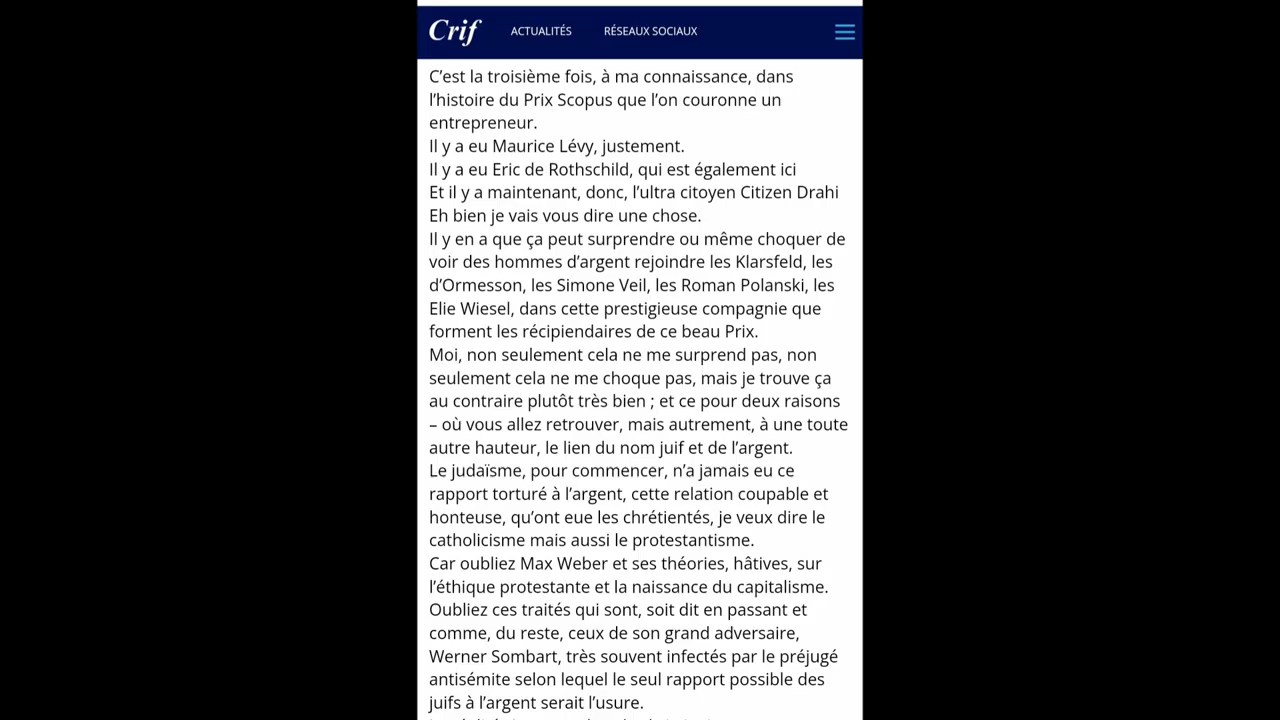 Crif ACTUALITÉS RÉSEAUX SOCIAUX
C’est la troisième fois, à ma connaissance, dans
l’histoire du Prix Scopus que l’on couronne un
entrepreneur.
Il y a eu Maurice Lévy, justement.
Il y a eu Eric de Rothschild, qui est également ici
Et il y a maintenant, donc, l’ultra citoyen Citizen Drahi
Eh bien je vais vous dire une chose.
Il y en a que ça peut surprendre ou même choquer de
voir des hommes d’argent rejoindre les Klarsfeld, les
d’Ormesson, les Simone Veil, les Roman Polanski, les
Elie Wiesel, dans cette prestigieuse compagnie que
forment les récipiendaires de ce beau Prix.
Moi, non seulement cela ne me surprend pas, non
seulement cela ne me choque pas, mais je trouve ça
au contraire plutôt très bien ; et ce pour deux raisons
– où vous allez retrouver, mais autrement, à une toute
autre hauteur, le lien du nom juif et de l’argent.
Le judaïsme, pour commencer, n’a jamais eu ce
rapport torturé à l’argent, cette relation coupable et
honteuse, qu’ont eue les chrétientés, je veux dire le
catholicisme mais aussi le protestantisme.
Car oubliez Max Weber et ses théories, hâtives, sur
l’éthique protestante et la naissance du capitalisme.
Oubliez ces traités qui sont, soit dit en passant et
comme, du reste, ceux de son grand adversaire,
Werner Sombart, très souvent infectés par le préjugé
antisémite selon lequel le seul rapport possible des
juifs à l’argent serait l’usure.